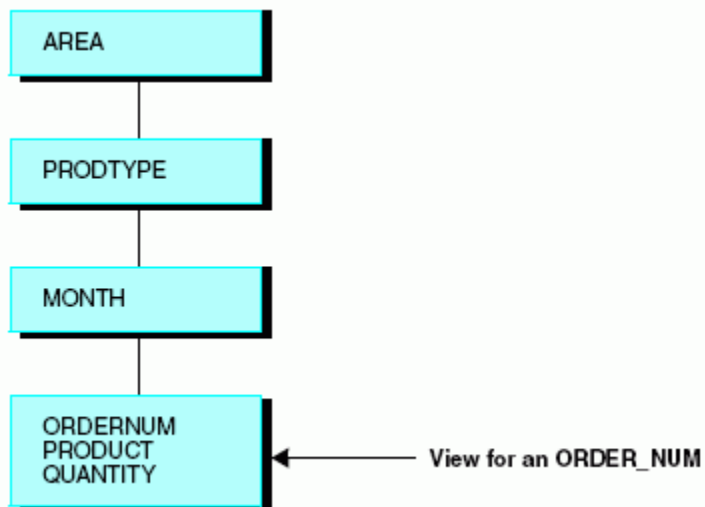 AREA
PRODTYPE
MONTH
ORDERNUM
PRODUCT
QUANTITY
View for an ORDER_NUM